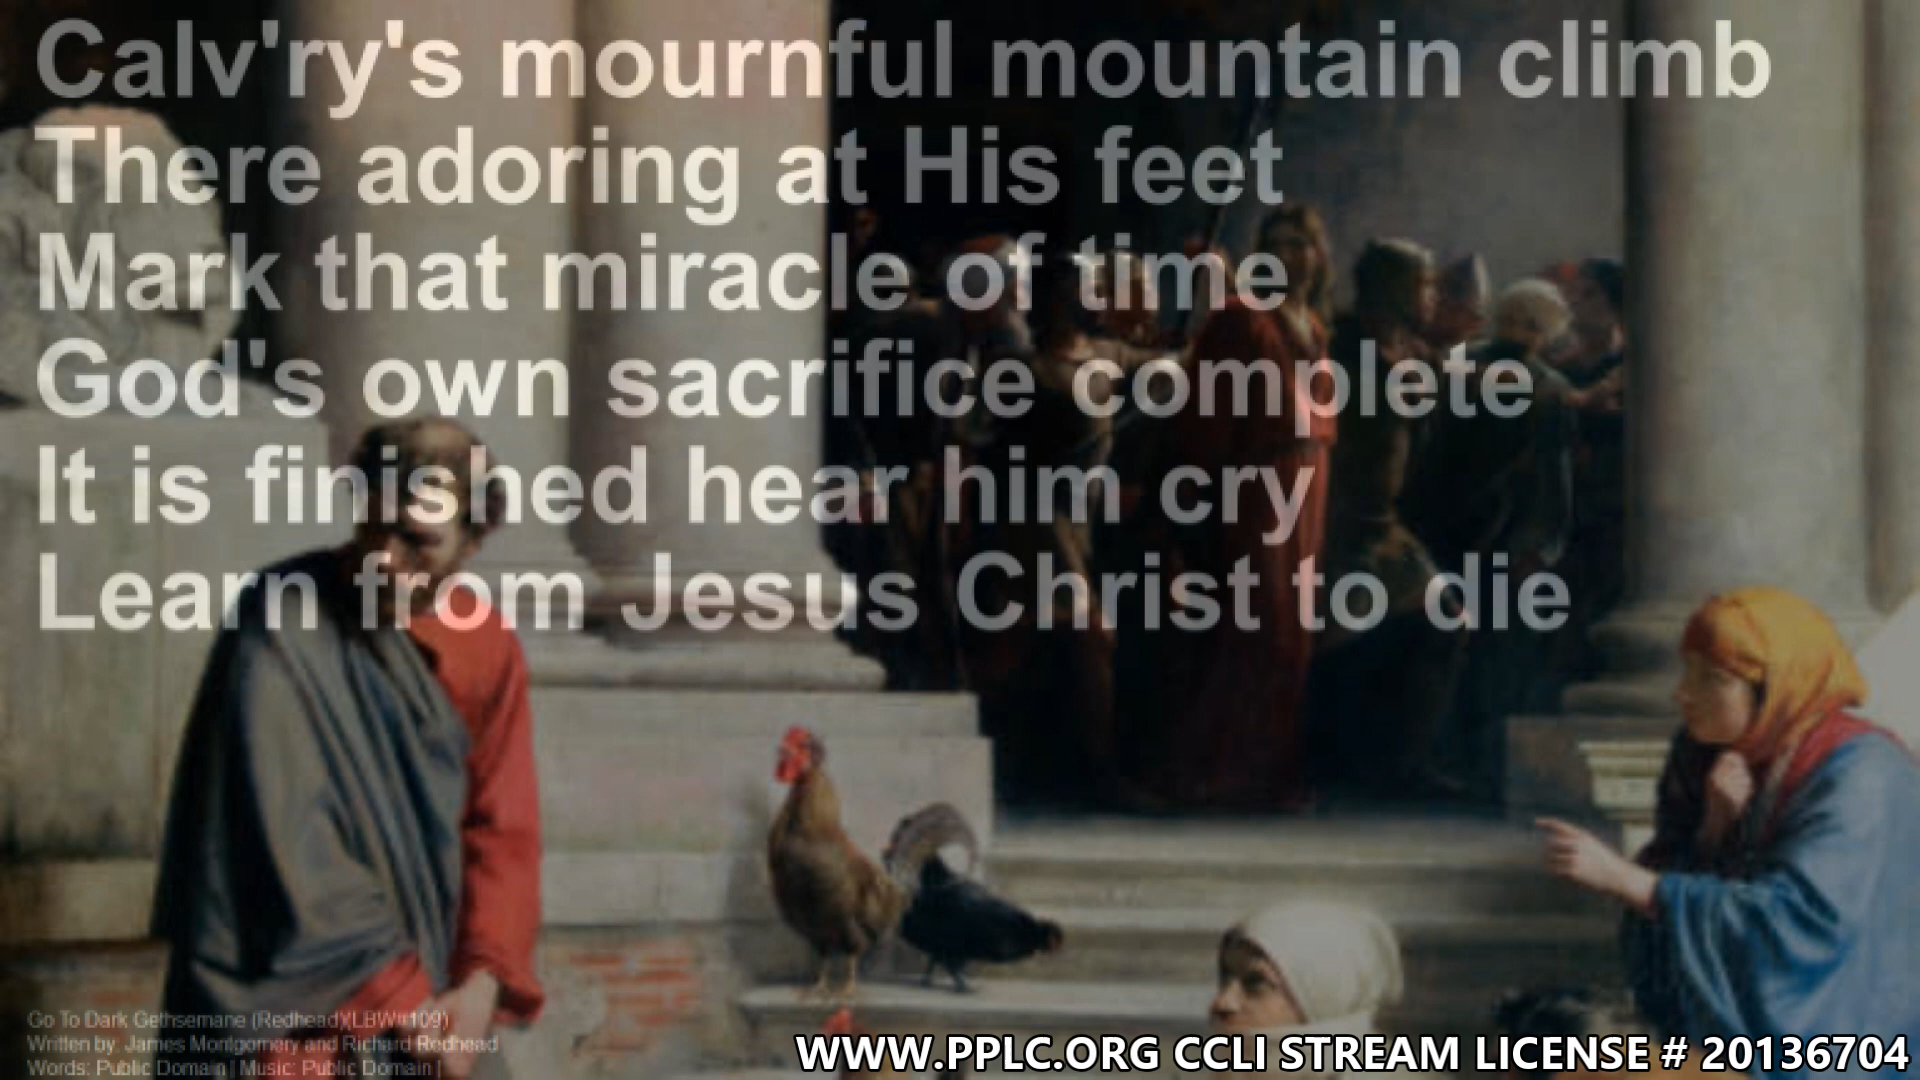 Calv'ry's mournful mountain climb
There adoring at His feet
Mark that miracle of time
God's own sacrifice complete
It is finished hear him cry
Learn from Jesus Christ to die
Go To Dark Gethsemane (Redhead)(LBW#109)
Written by: James Montgomery and Richard Redhead
Words: Public Domain | Music: Public Domain |
WWW.PPLC.ORG CCLI STREAM LICENSE # 20136704